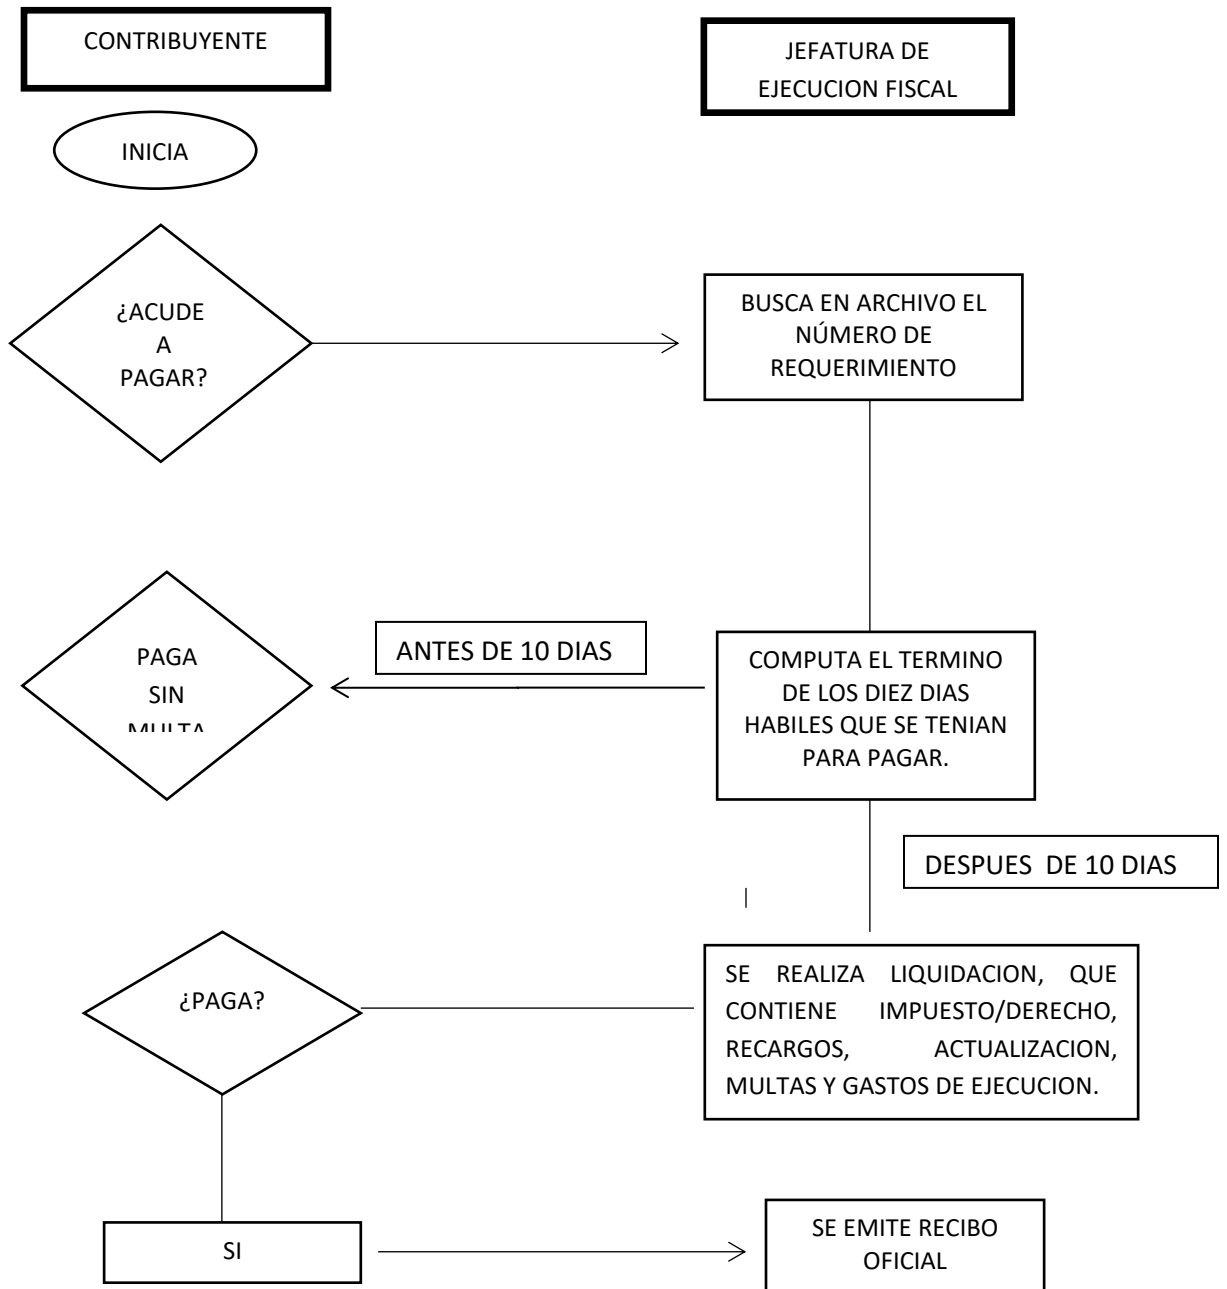 CONTRIBUYENTE
JEFATURA DE
EJECUCION FISCAL
INICIA
¿ACUDE
A
PAGAR?
BUSCA EN ARCHIVO EL
NÚMERO DE
REQUERIMIENTO
PAGA
SIN
MULTA
ANTES DE 10 DIAS
COMPUTA EL TERMINO
DE LOS DIEZ DIAS
HABILES QUE SE TENIAN
PARA PAGAR.
DESPUES DE 10 DIAS
¿PAGA?
SE REALIZA LIQUIDACION, QUE
CONTIENE IMPUESTO/DERECHO,
RECARGOS, ACTUALIZACION,
MULTAS Y GASTOS DE EJECUCION.
SI
SE EMITE RECIBO
OFICIAL